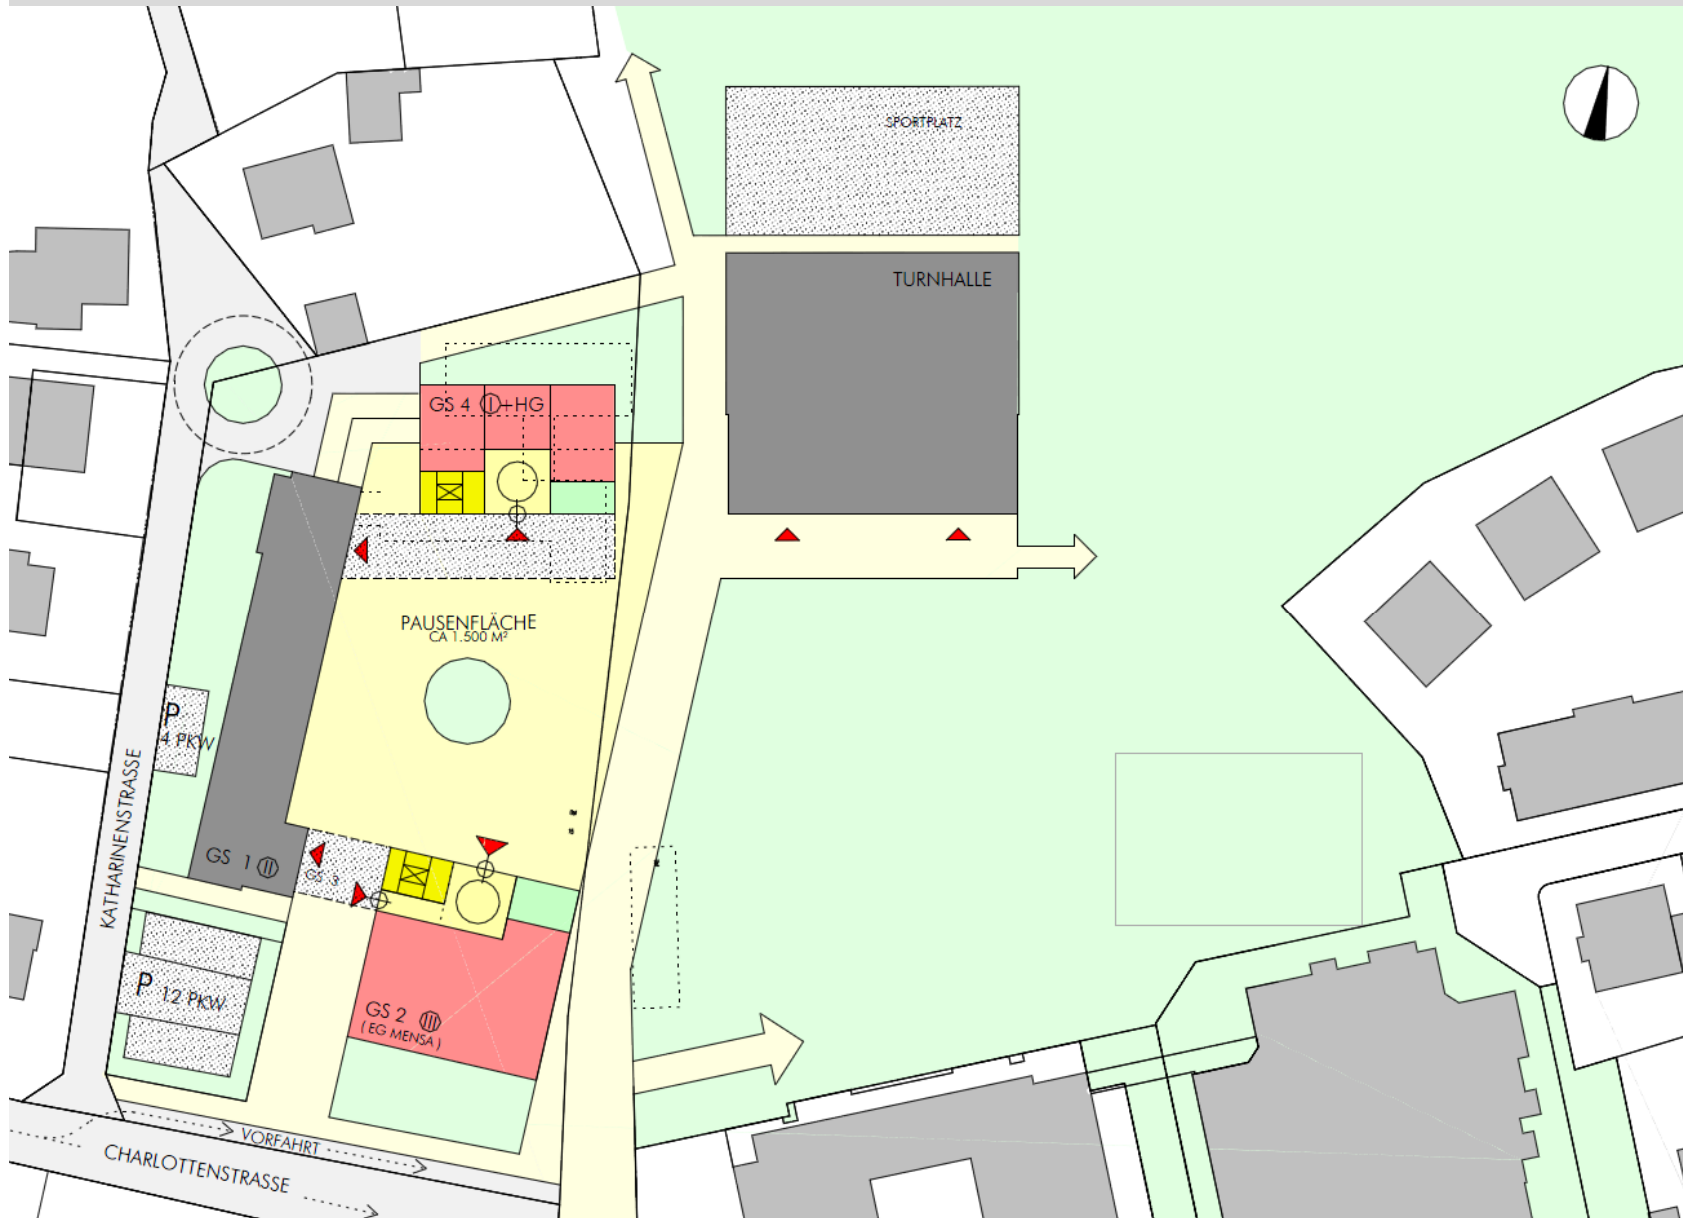 SPORTPLATZ
TURNHALLE
GS 4 I+HG
PAUSENFLÄCHE
CA 1.500 M²
P
4 PKW
KATHARINENSTRASSE
GS 1 II
GS 3
P 12 PKW
GS 2 III
( EG MENSA )
VORFAHRT
CHARLOTTENSTRASSE